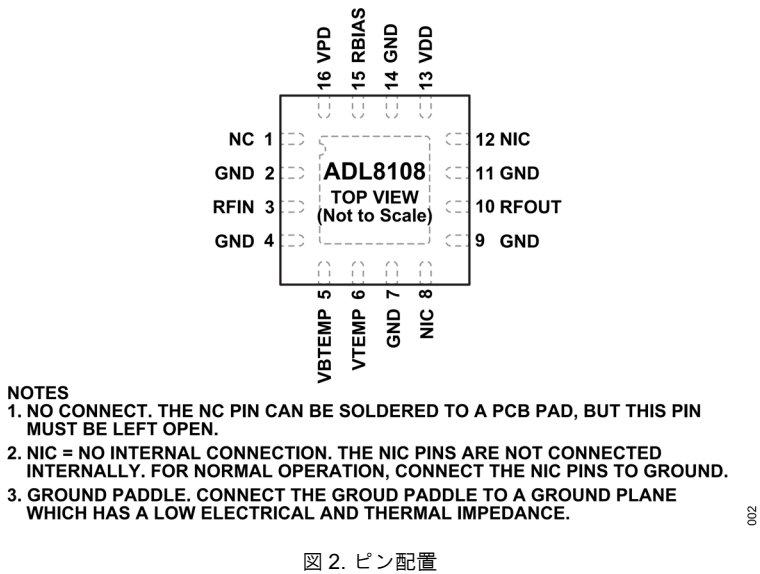 16 VPD
15 RBIAS
14 GND
13 VDD
NC 1
GND 2
RFIN 3
GND 4
ADL8108
TOP VIEW
(Not to Scale)
12 NIC
11 GND
10 RFOUT
9 GND
VBTEMP 5
VTEMP 6
GND 7
NIC 8
NOTES
1. NO CONNECT. THE NC PIN CAN BE SOLDERED TO A PCB PAD, BUT THIS PIN
MUST BE LEFT OPEN.
2. NIC = NO INTERNAL CONNECTION. THE NIC PINS ARE NOT CONNECTED
INTERNALLY. FOR NORMAL OPERATION, CONNECT THE NIC PINS TO GROUND.
3. GROUND PADDLE. CONNECT THE GROUD PADDLE TO A GROUND PLANE
WHICH HAS A LOW ELECTRICAL AND THERMAL IMPEDANCE.
002
図 2. ピン配置